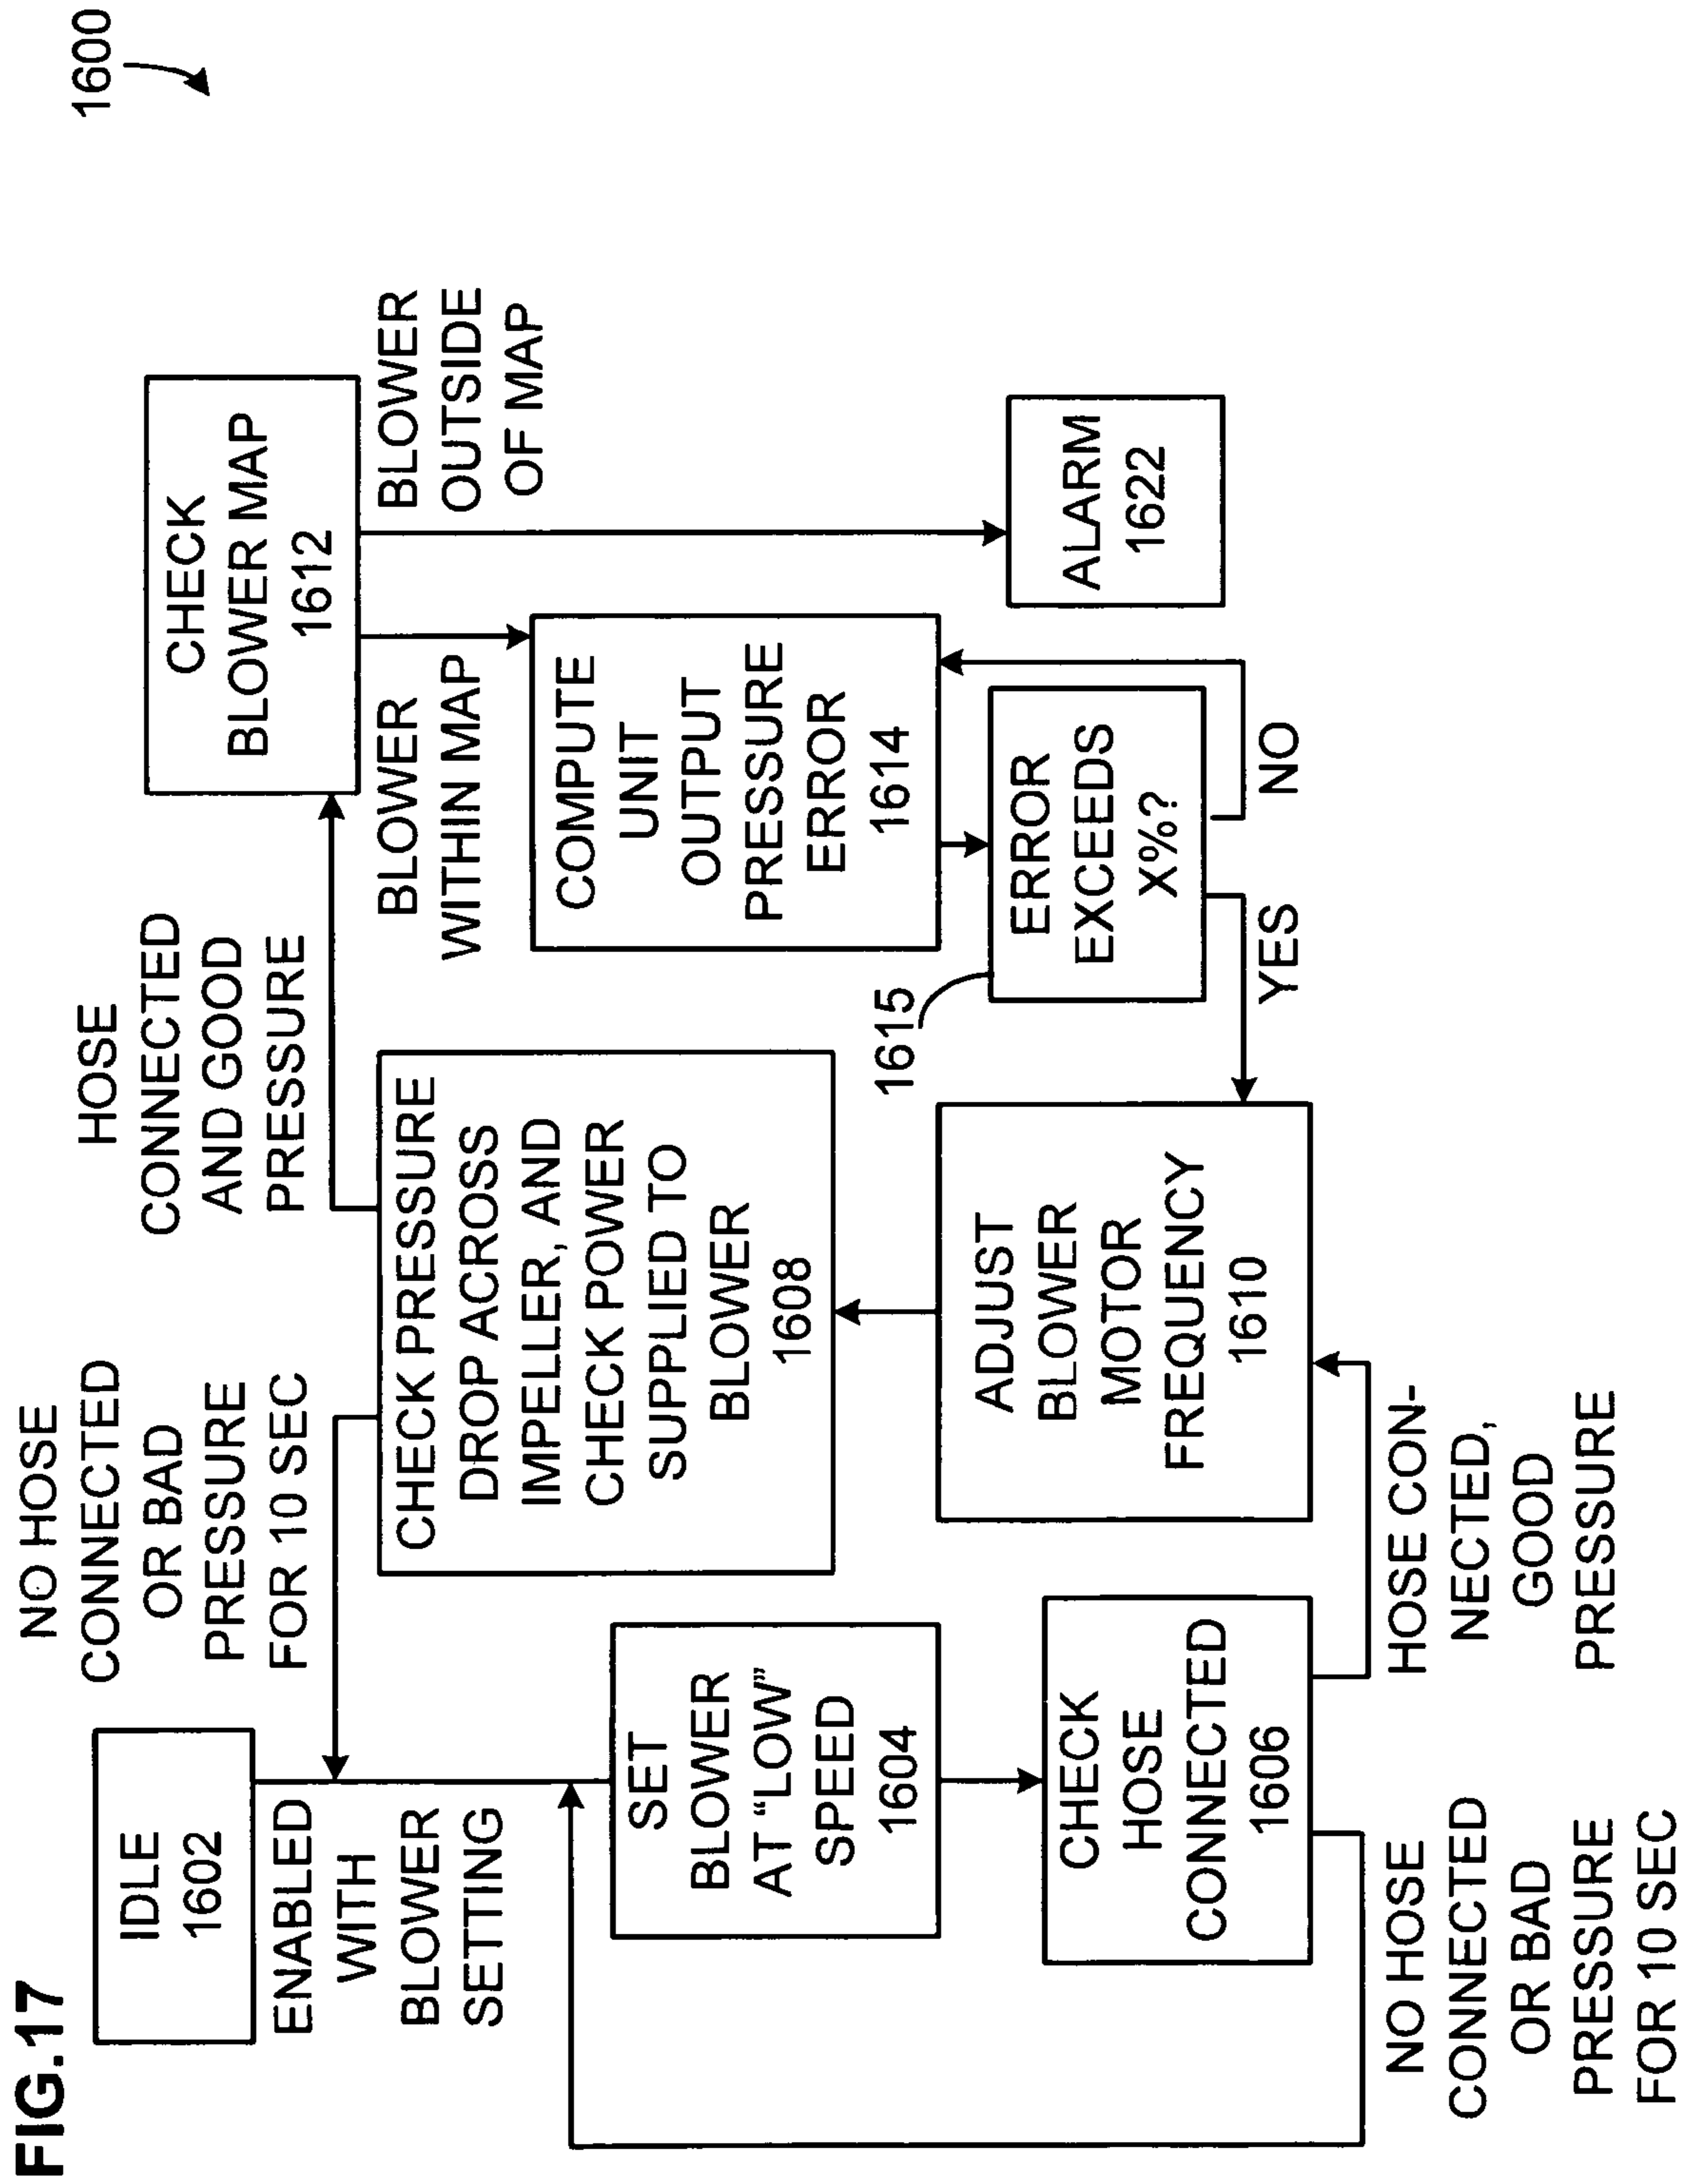 FIG.17
1600
IDLE
1602
ENABLED
WITH
BLOWER
SETTING
NO HOSE
CONNECTED
OR BAD
PRESSURE
FOR 10 SEC
SET
BLOWER
AT “LOW”
SPEED
1604
CHECK
HOSE
CONNECTED
1606
NO HOSE
CONNECTED
OR BAD
PRESSURE
FOR 10 SEC
HOSE CON-
NECTED,
GOOD
PRESSURE
CHECK PRESSURE
DROP ACROSS
IMPELLER, AND
CHECK POWER
SUPPLIED TO
BLOWER
1608
ADJUST
BLOWER
MOTOR
FREQUENCY
1610
HOSE
CONNECTED
AND GOOD
PRESSURE
CHECK
BLOWER MAP
1612
BLOWER
WITHIN MAP
BLOWER
OUTSIDE
OF MAP
COMPUTE
UNIT
OUTPUT
PRESSURE
ERROR
1614
1615
ERROR
EXCEEDS
X%?
YES
NO
ALARM
1622